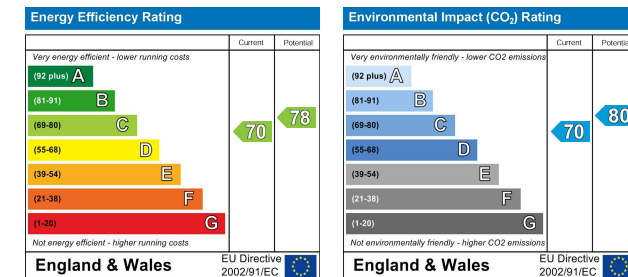 Energy Efficiency Rating
Current Potential
Very energy efficient - lower running costs
(92 plus) A
(81-91) B
(69-80) C
(55-68) D
(39-54) E
(21-38) F
(1-20) G
70
78
Not energy efficient - higher running costs
England & Wales
EU Directive
2002/91/EC
Environmental Impact (CO₂) Rating
Current Potentia
Very environmentally friendly - lower CO2 emissions
(92 plus) A
(81-91) B
(69-80) C
(55-68) D
(39-54) E
(21-38) F
(1-20) G
70
80
Not environmentally friendly - higher CO2 emissions
England & Wales
EU Directive
2002/91/EC